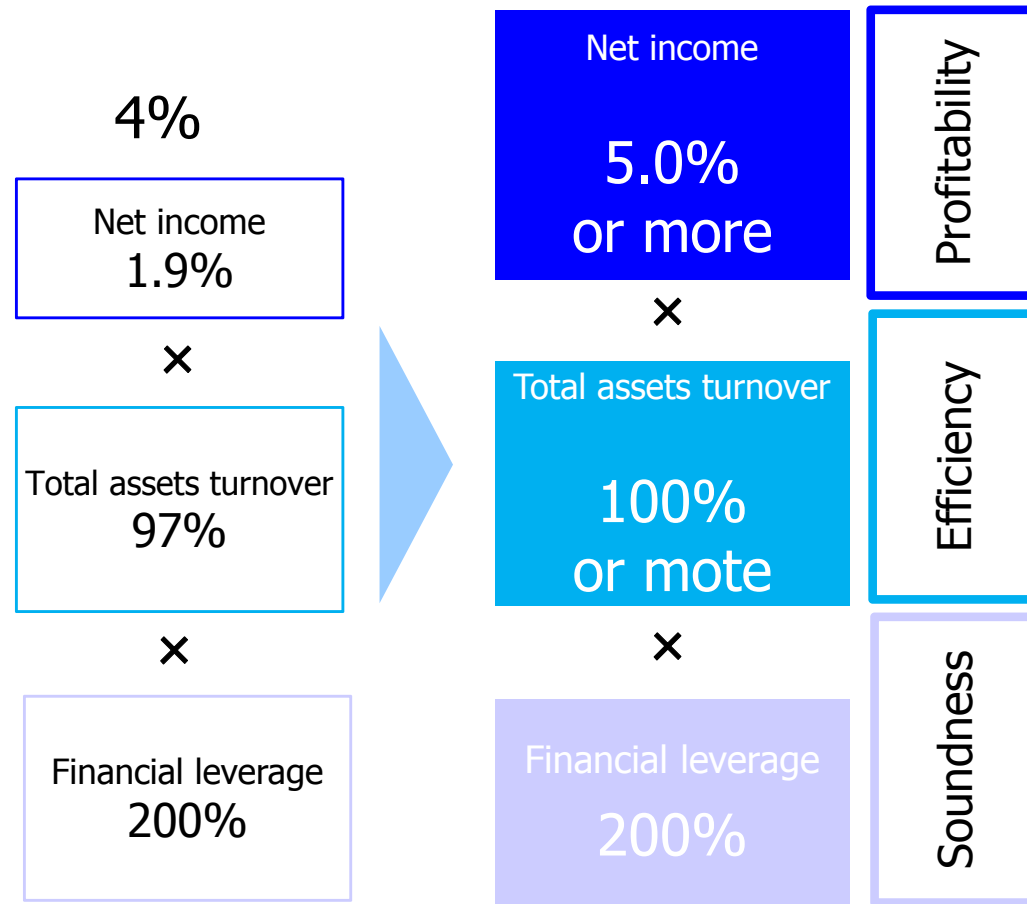 4%
Net income
1.9%
×
Total assets turnover
97%
×
Financial leverage
200%
Net income
5.0%
or more
×
Total assets turnover
100%
or mote
×
Financial leverage
200%
Profitability
Efficiency
Soundness